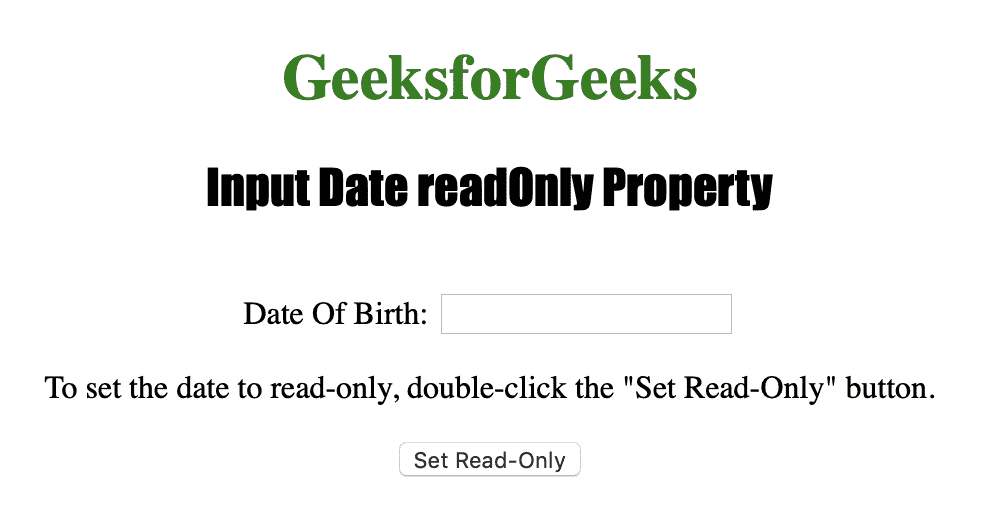 GeeksforGeeks
Input Date readOnly Property
Date Of Birth:
To set the date to read-only, double-click the "Set Read-Only" button.
Set Read-Only